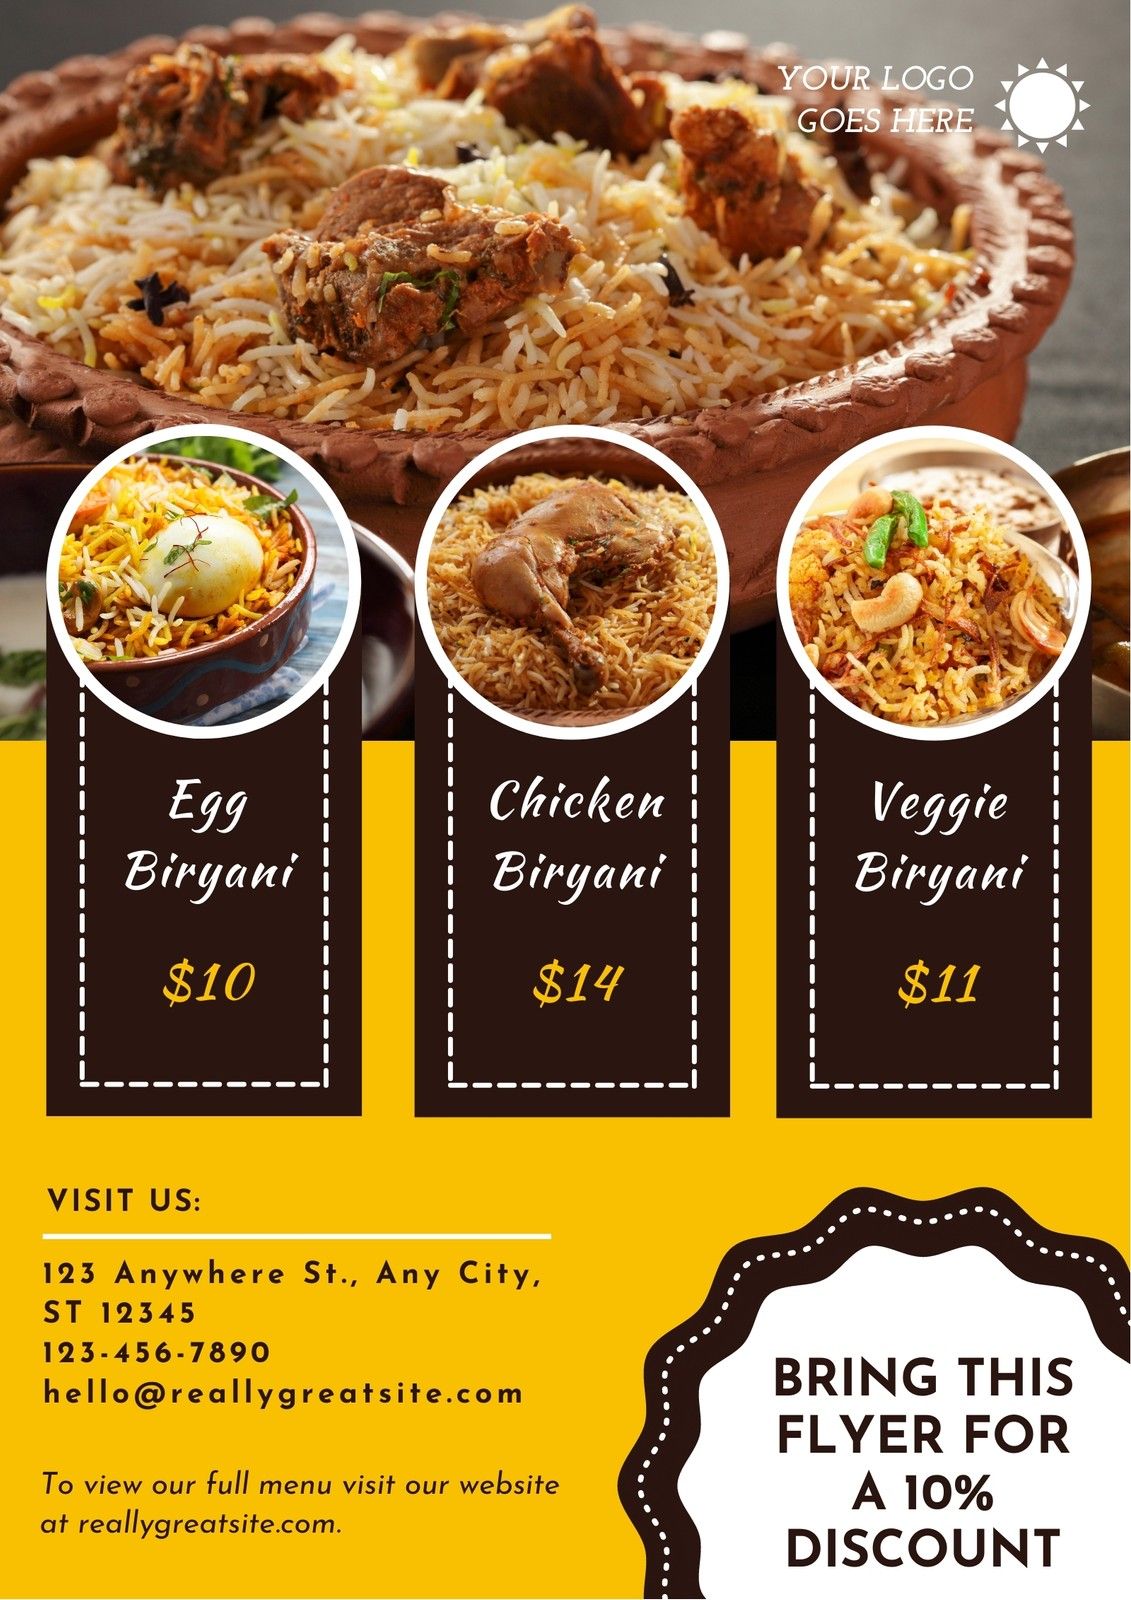 YOUR LOGO
GOES HERE
Egg
Biryani
$10
Chicken
Biryani
$14
Veggie
Biryani
$11
VISIT US:
123 Anywhere St., Any City,
ST 12345
123-456-7890
hello@reallygreatsite.com
To view our full menu visit our website
at reallygreatsite.com.
BRING THIS
FLYER FOR
A 10%
DISCOUNT